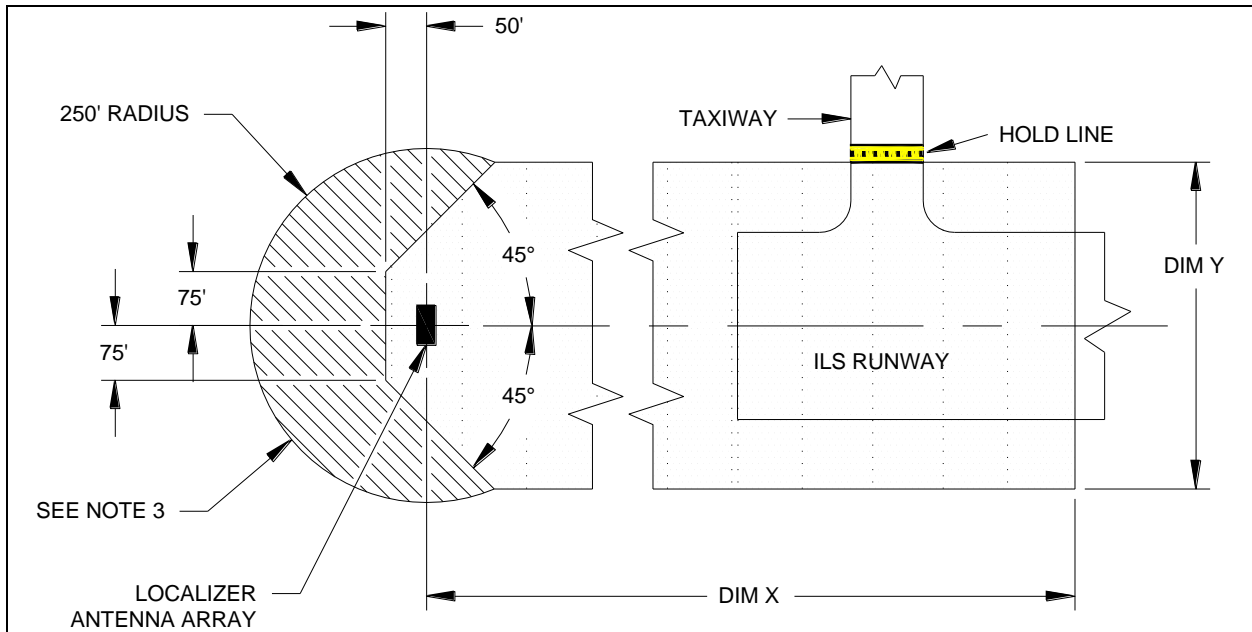 50'
250' RADIUS
TAXIWAY
HOLD LINE
45°
DIM Y
75'
75'
ILS RUNWAY
45°
SEE NOTE 3
LOCALIZER
ANTENNA ARRAY
DIM X